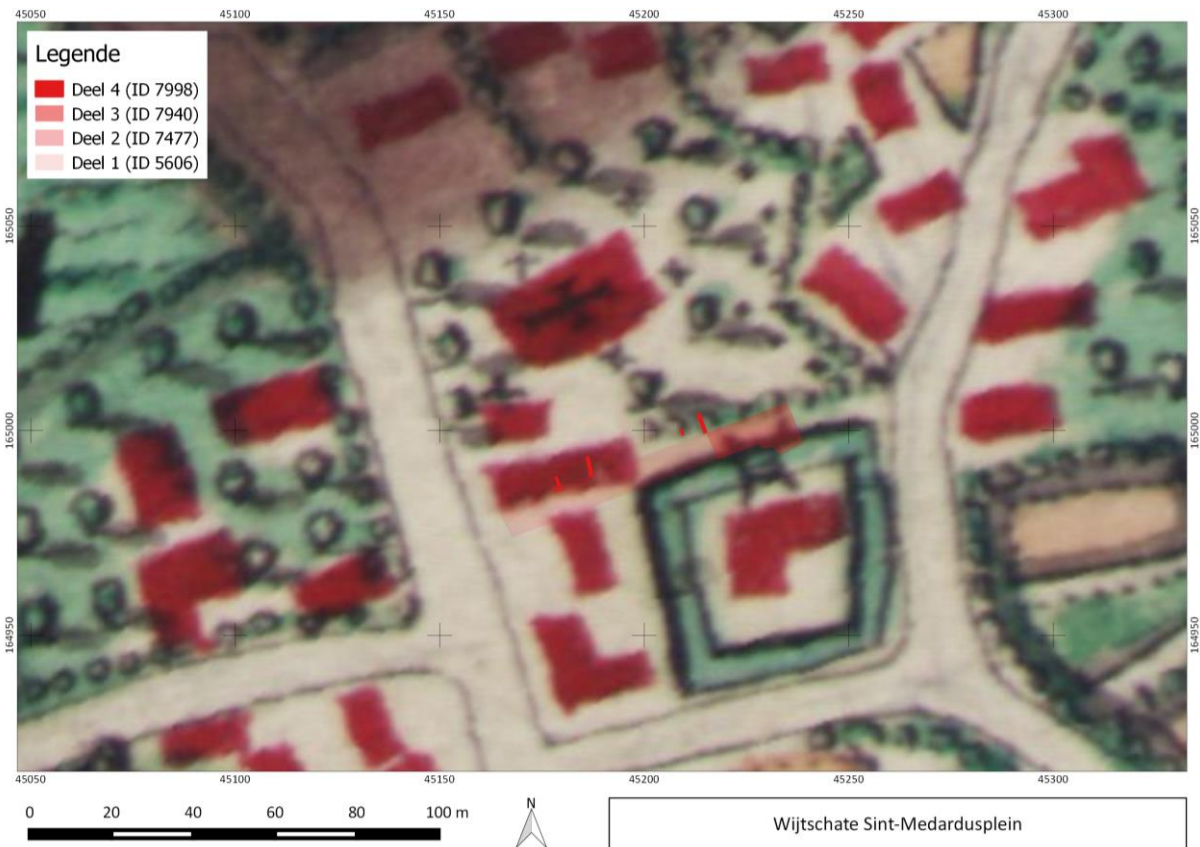 45050 45100 45150 45200 45250 45300
Legende
Deel 4 (ID 7998)
Deel 3 (ID 7940)
Deel 2 (ID 7477)
Deel 1 (ID 5606)
165050 165050
165000 165000
164950 164950
45050 45100 45150 45200 45250 45300
0 20 40 60 80 100 m
N
Wijtschate Sint-Medardusplein